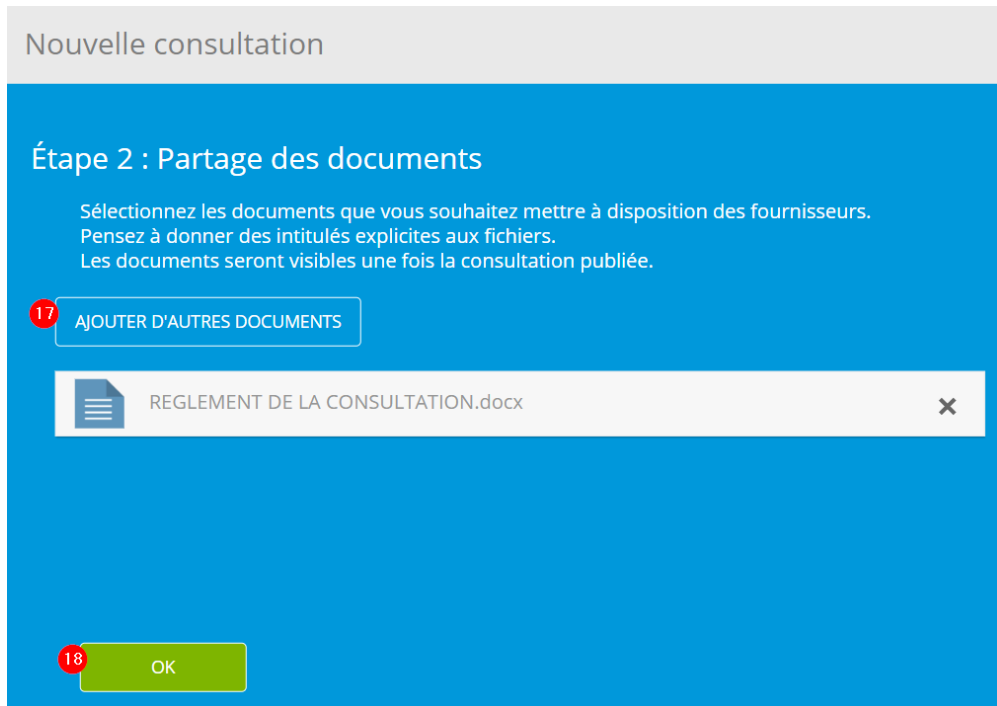 Nouvelle consultation
Étape 2 : Partage des documents
Sélectionnez les documents que vous souhaitez mettre à disposition des fournisseurs.
Pensez à donner des intitulés explicites aux fichiers.
Les documents seront visibles une fois la consultation publiée.
17
AJOUTER D'AUTRES DOCUMENTS
REGLEMENT DE LA CONSULTATION.docx
18
OK